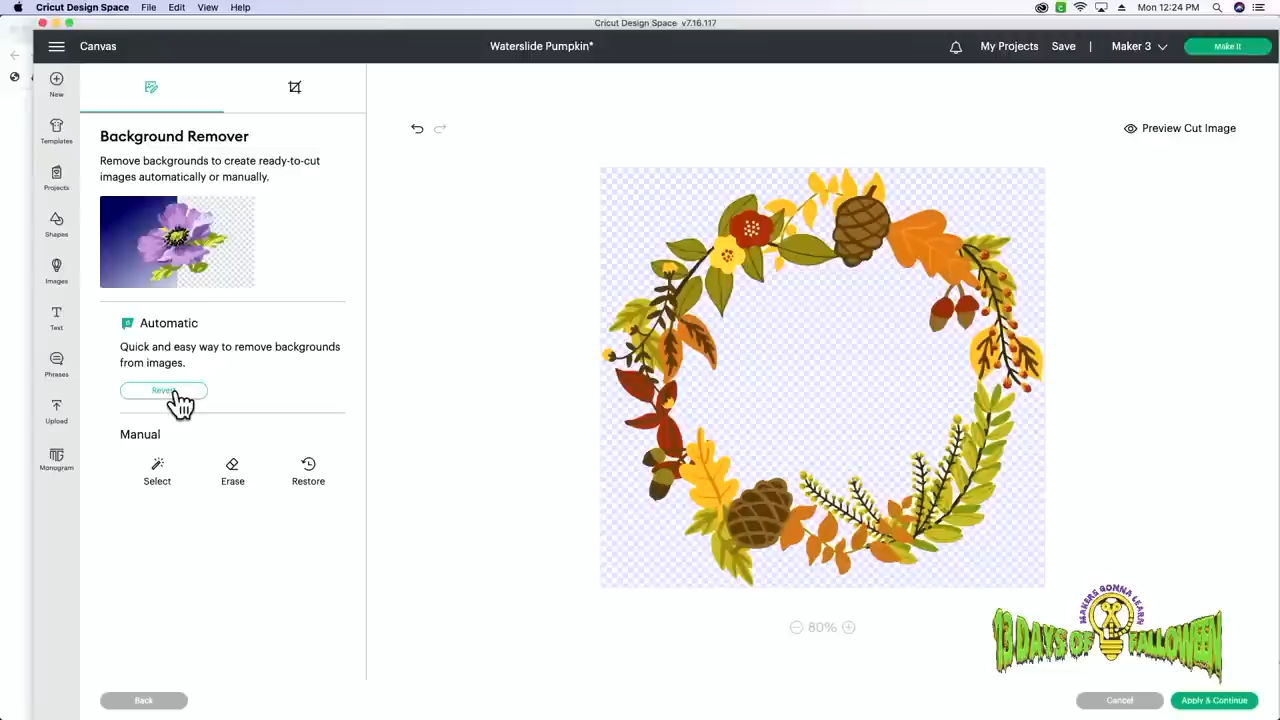 Cricut Design Space File Edit View Help
Mon 12:24 PM
Cricut Design Space v7.16.117
Canvas
Waterslide Pumpkin*
My Projects Save | Maker 3
Make It
New
Templates
Projects
Shapes
Images
Text
Phrases
Upload
Monogram
Background Remover
Remove backgrounds to create ready-to-cut
images automatically or manually.
Automatic
Quick and easy way to remove backgrounds
from images.
Manual
Select Erase Restore
Preview Cut Image
80%
MAKERS GONNA LEARN
13 DAYS OF FALLOWEEN
Back
Cancel
Apply & Continue